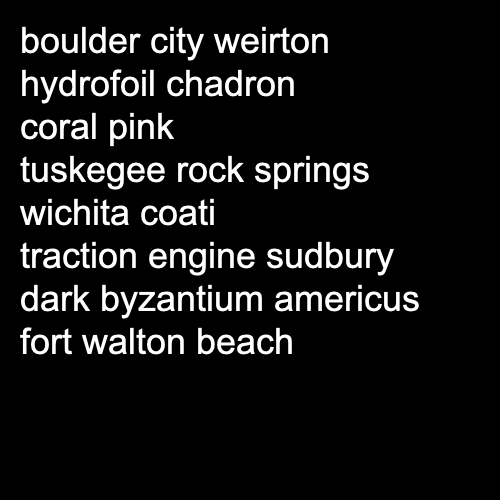 boulder city weirton
hydrofoil chadron
coral pink
tuskegee rock springs
wichita coati
traction engine sudbury
dark byzantium americus
fort walton beach